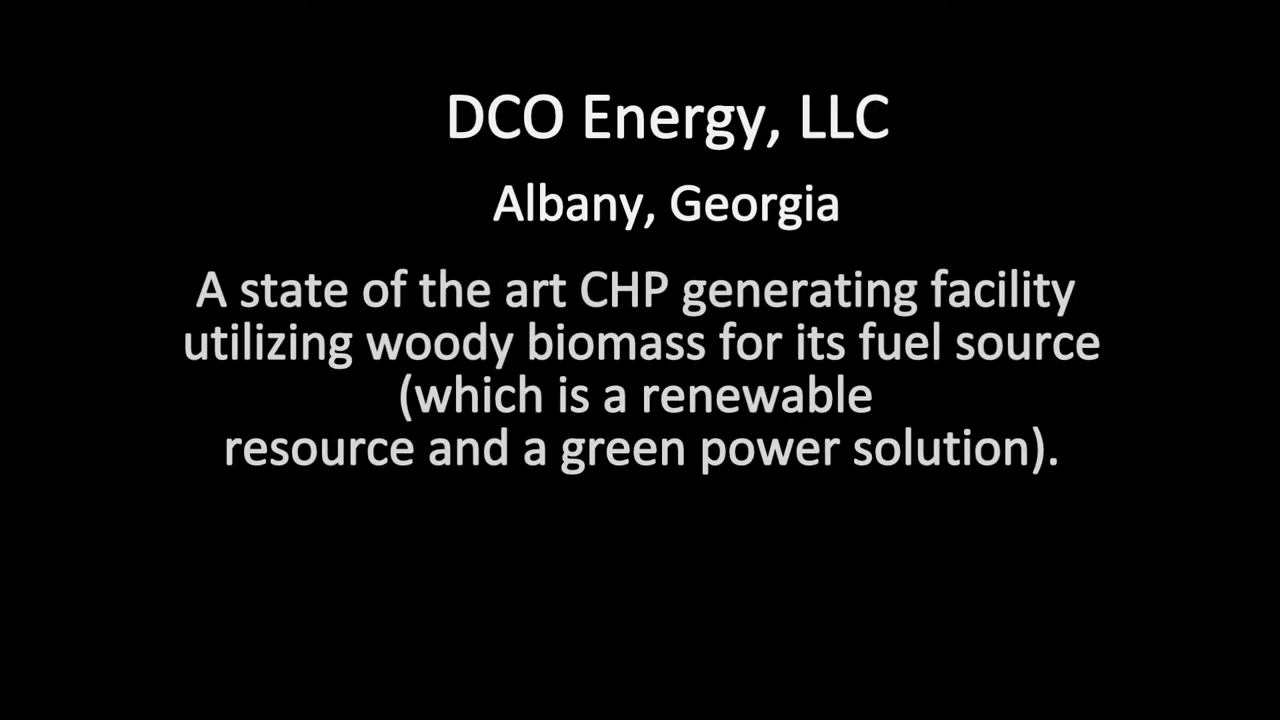 DCO Energy, LLC
Albany, Georgia
A state of the art CHP generating facility
utilizing woody biomass for its fuel source
(which is a renewable
resource and a green power solution).